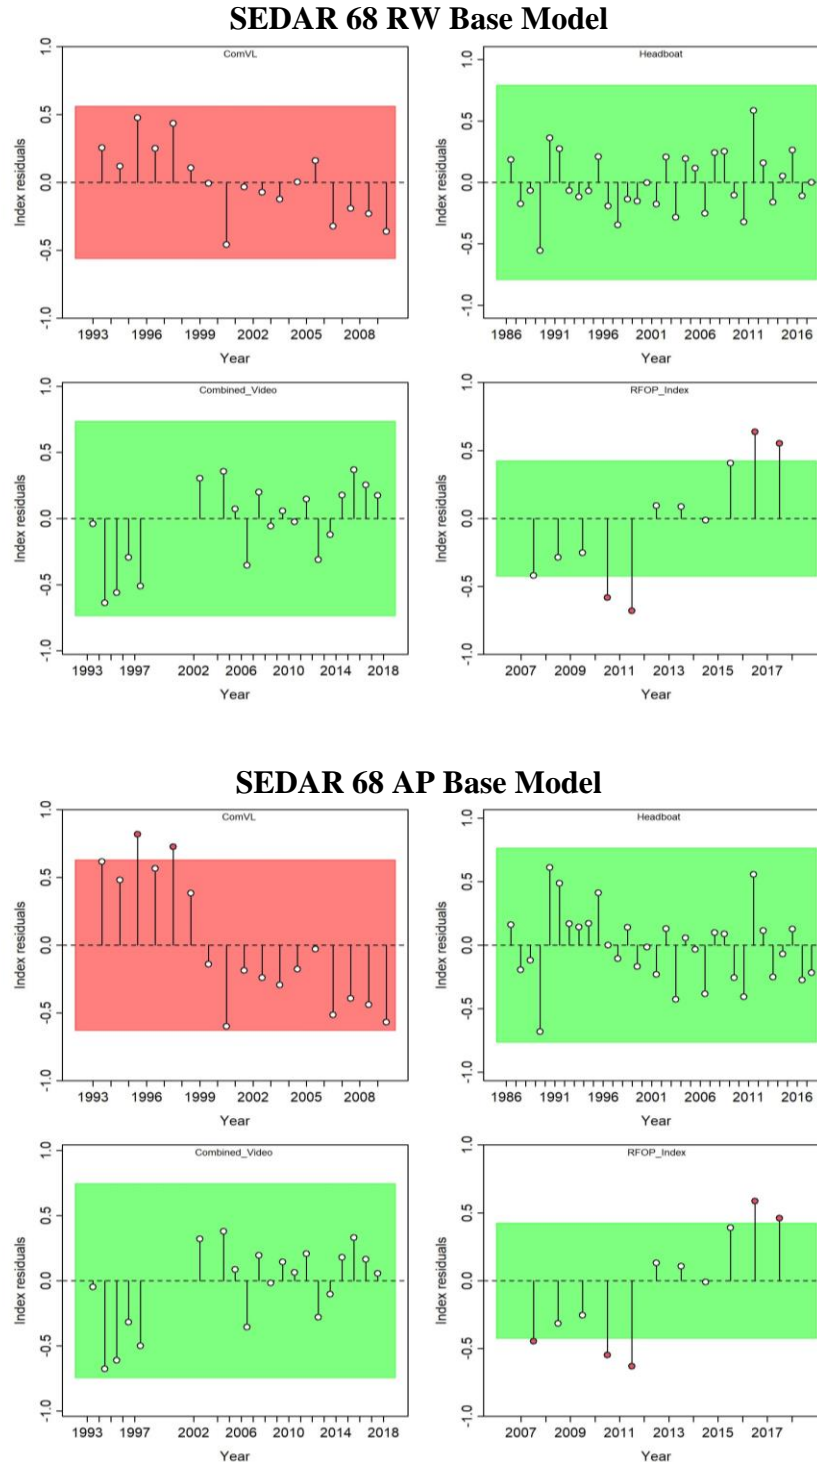 SEDAR 68 RW Base Model
ComVL
Index residuals
1.0
0.5
0.0
-0.5
-1.0
1993 1996 1999 2002 2005 2008
Year
Headboat
Index residuals
1.0
0.5
0.0
-0.5
-1.0
1986 1991 1996 2001 2006 2011 2016
Year
Combined_Video
Index residuals
1.0
0.5
0.0
-0.5
-1.0
1993 1997 2002 2006 2010 2014 2018
Year
RFOP_Index
Index residuals
1.0
0.5
0.0
-0.5
-1.0
2007 2009 2011 2013 2015 2017
Year
SEDAR 68 AP Base Model
ComVL
Index residuals
1.0
0.5
0.0
-0.5
-1.0
1993 1996 1999 2002 2005 2008
Year
Headboat
Index residuals
1.0
0.5
0.0
-0.5
-1.0
1986 1991 1996 2001 2006 2011 2016
Year
Combined_Video
Index residuals
1.0
0.5
0.0
-0.5
-1.0
1993 1997 2002 2006 2010 2014 2018
Year
RFOP_Index
Index residuals
1.0
0.5
0.0
-0.5
-1.0
2007 2009 2011 2013 2015 2017
Year